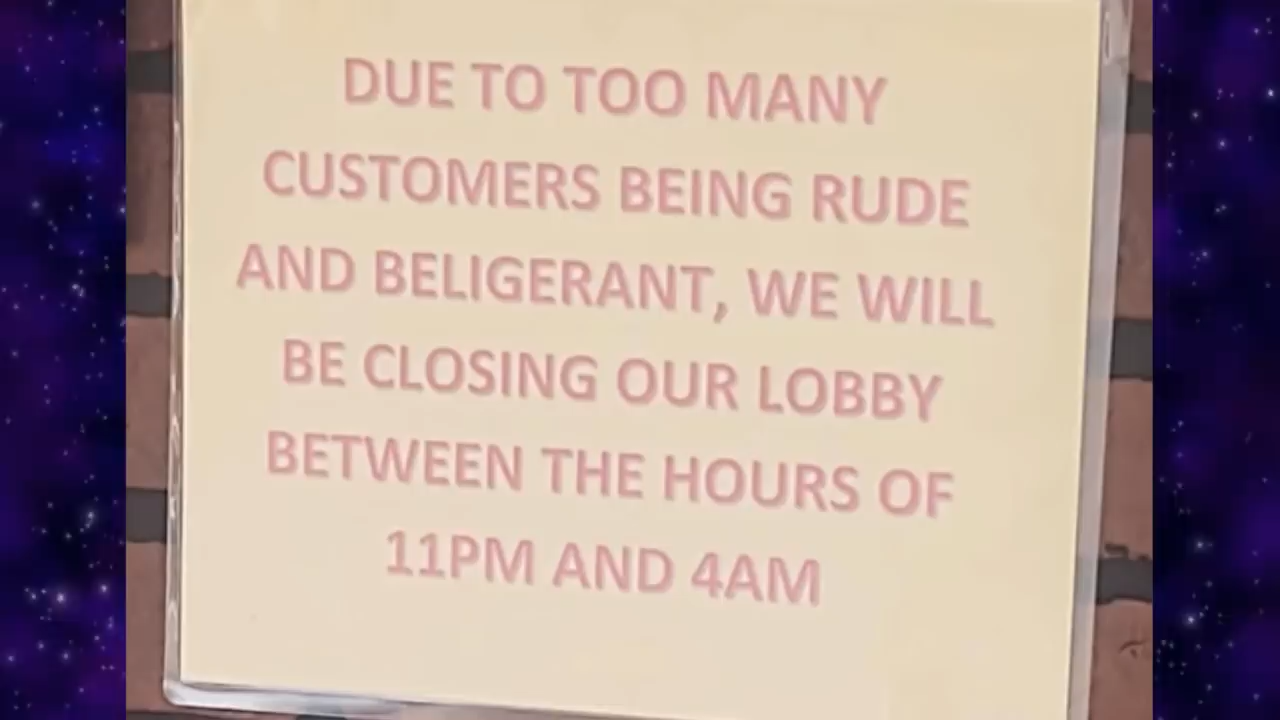 DUE TO TOO MANY
CUSTOMERS BEING RUDE
AND BELIGERANT, WE WILL
BE CLOSING OUR LOBBY
BETWEEN THE HOURS OF
11PM AND 4AM